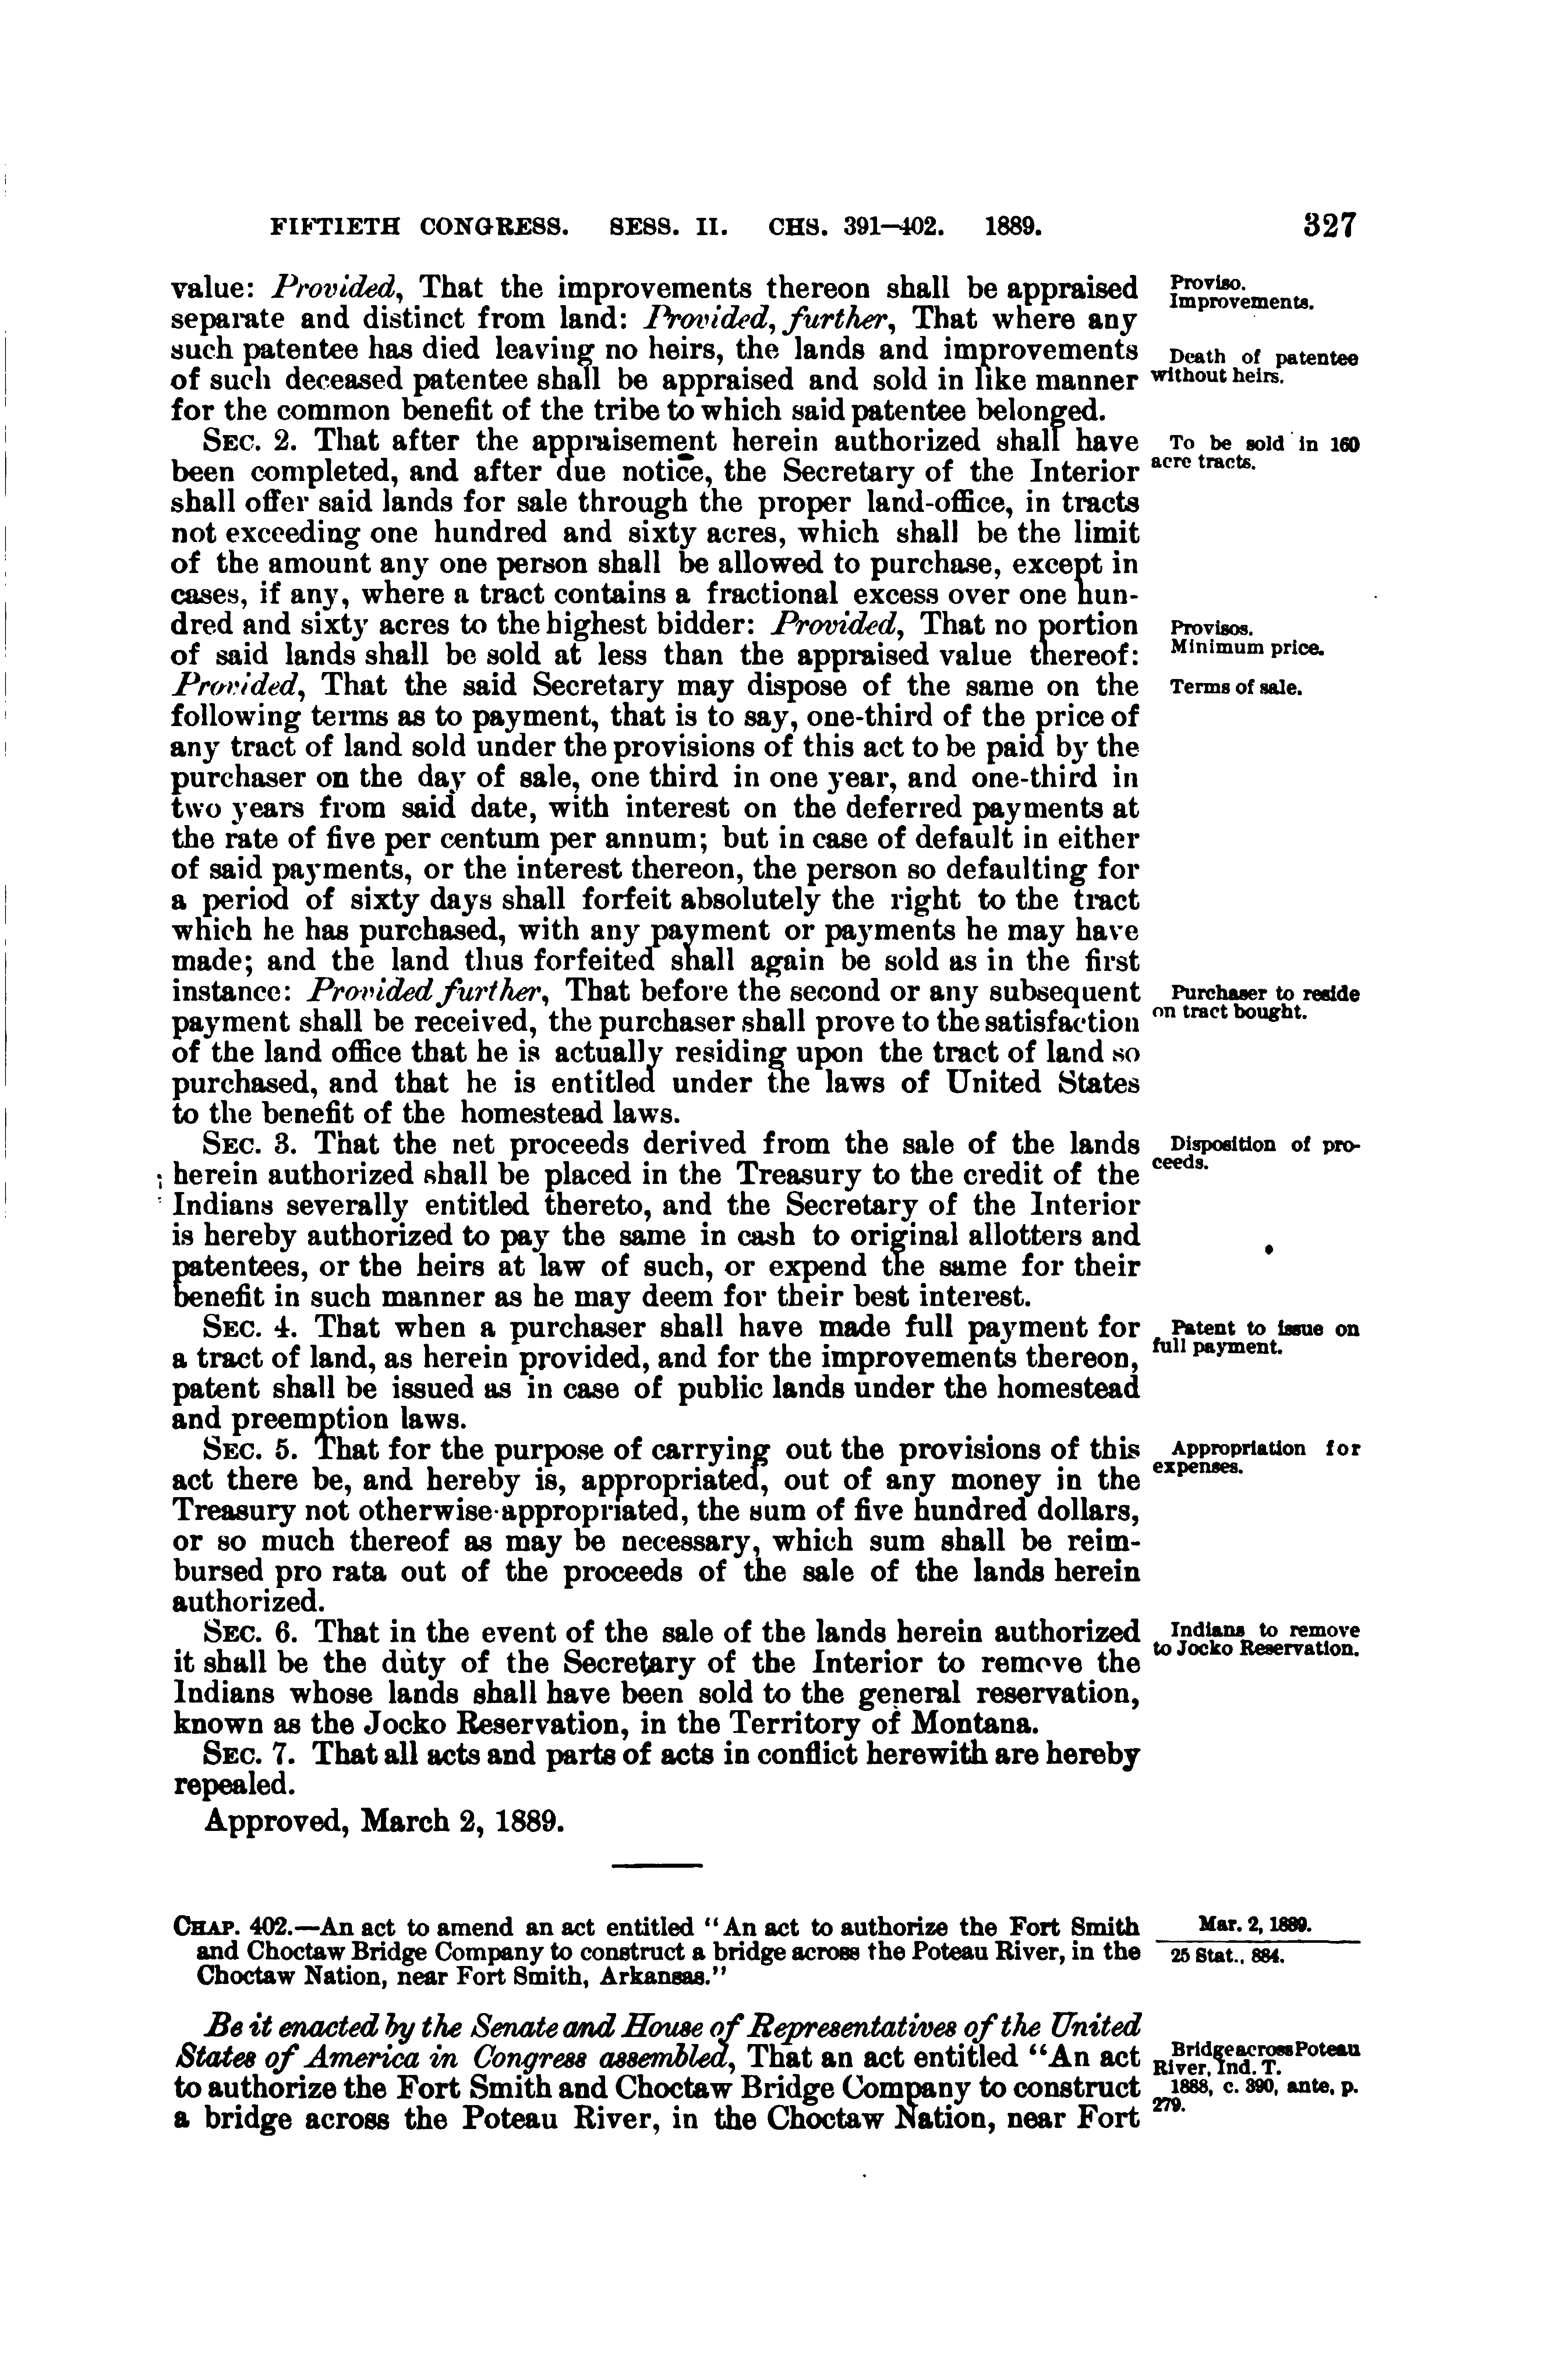 FIFTIETH CONGRESS. SESS. II. CHS. 391–402. 1889. 327
value: Provided, That the improvements thereon shall be appraised
separate and distinct from land: Provided, further, That where any
such patentee has died leaving no heirs, the lands and improvements
of such deceased patentee shall be appraised and sold in like manner
for the common benefit of the tribe to which said patentee belonged.
SEC. 2. That after the appraisement herein authorized shall have
been completed, and after due notice, the Secretary of the Interior
shall offer said lands for sale through the proper land-office, in tracts
not exceeding one hundred and sixty acres, which shall be the limit
of the amount any one person shall be allowed to purchase, except in
cases, if any, where a tract contains a fractional excess over one hun-
dred and sixty acres to the highest bidder: Provided, That no portion
of said lands shall be sold at less than the appraised value thereof:
Provided, That the said Secretary may dispose of the same on the
following terms as to payment, that is to say, one-third of the price of
any tract of land sold under the provisions of this act to be paid by the
purchaser on the day of sale, one third in one year, and one-third in
two years from said date, with interest on the deferred payments at
the rate of five per centum per annum; but in case of default in either
of said payments, or the interest thereon, the person so defaulting for
a period of sixty days shall forfeit absolutely the right to the tract
which he has purchased, with any payment or payments he may have
made; and the land thus forfeited shall again be sold as in the first
instance: Provided further, That before the second or any subsequent
payment shall be received, the purchaser shall prove to the satisfaction
of the land office that he is actually residing upon the tract of land so
purchased, and that he is entitled under the laws of United States
to the benefit of the homestead laws.
SEC. 3. That the net proceeds derived from the sale of the lands
herein authorized shall be placed in the Treasury to the credit of the
Indians severally entitled thereto, and the Secretary of the Interior
is hereby authorized to pay the same in cash to original allotters and
patentees, or the heirs at law of such, or expend the same for their
benefit in such manner as he may deem for their best interest.
SEC. 4. That when a purchaser shall have made full payment for
a tract of land, as herein provided, and for the improvements thereon,
patent shall be issued as in case of public lands under the homestead
and preemption laws.
SEC. 5. That for the purpose of carrying out the provisions of this
act there be, and hereby is, appropriated, out of any money in the
Treasury not otherwise appropriated, the sum of five hundred dollars,
or so much thereof as may be necessary, which sum shall be reim-
bursed pro rata out of the proceeds of the sale of the lands herein
authorized.
SEC. 6. That in the event of the sale of the lands herein authorized
it shall be the duty of the Secretary of the Interior to remove the
Indians whose lands shall have been sold to the general reservation,
known as the Jocko Reservation, in the Territory of Montana.
SEC. 7. That all acts and parts of acts in conflict herewith are hereby
repealed.
Approved, March 2, 1889.
CHAP. 402.—An act to amend an act entitled "An act to authorize the Fort Smith
and Choctaw Bridge Company to construct a bridge across the Poteau River, in the
Choctaw Nation, near Fort Smith, Arkansas."
Be it enacted by the Senate and House of Representatives of the United
States of America in Congress assembled, That an act entitled "An act
to authorize the Fort Smith and Choctaw Bridge Company to construct
a bridge across the Poteau River, in the Choctaw Nation, near Fort
Proviso.
Improvements.
Death of patentee
without heirs.
To be sold in 160
acre tracts.
Provisos.
Minimum price.
Terms of sale.
Purchaser to reside
on tract bought.
Disposition of pro-
ceeds.
Patent to issue on
full payment.
Appropriation for
expenses.
Indians to remove
to Jocko Reservation.
Mar. 2, 1889.
25 Stat., 884.
Bridge across Poteau
River, Ind. T.
1888, c. 390, ante, p.
279.